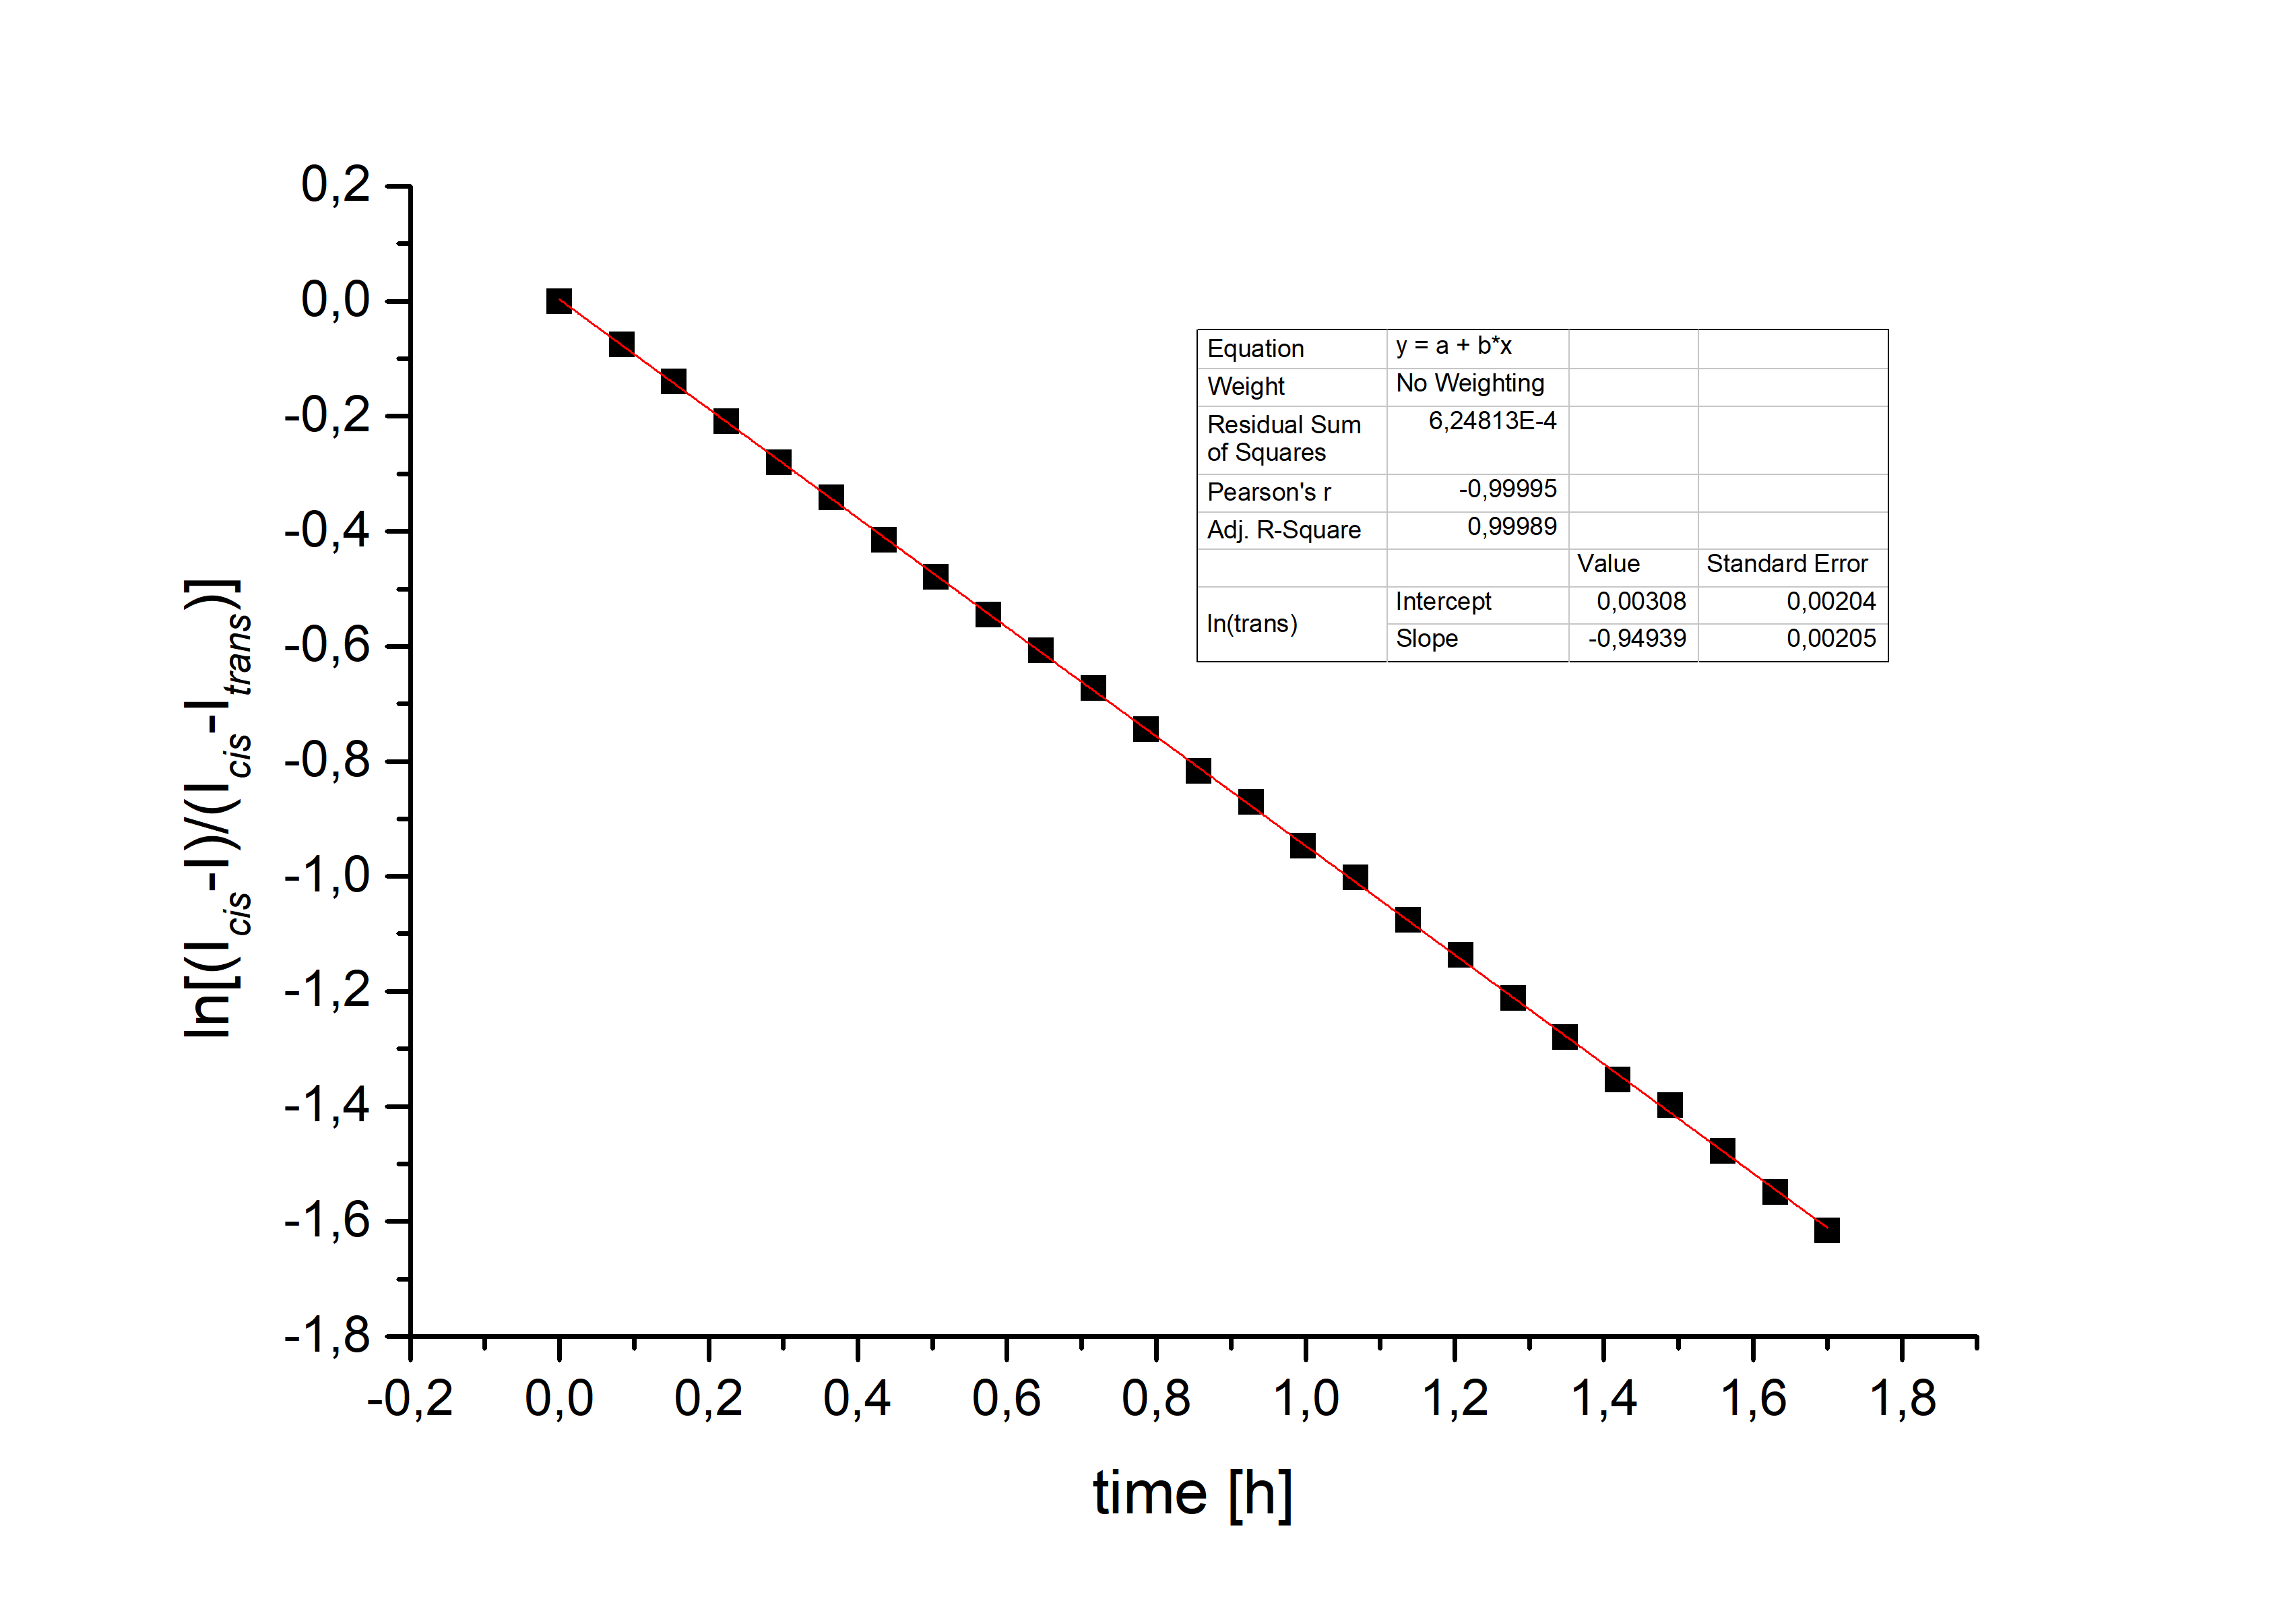 0,2
0,0
-0,2
-0,4
-0,6
-0,8
-1,0
-1,2
-1,4
-1,6
-1,8
ln[(Icis-I)/(Icis-Itrans)]
Equation y = a + b*x
Weight No Weighting
Residual Sum
of Squares 6,24813E-4
Pearson's r -0,99995
Adj. R-Square 0,99989
Value Standard Error
ln(trans) Intercept 0,00308 0,00204
Slope -0,94939 0,00205
-0,2 0,0 0,2 0,4 0,6 0,8 1,0 1,2 1,4 1,6 1,8
time [h]